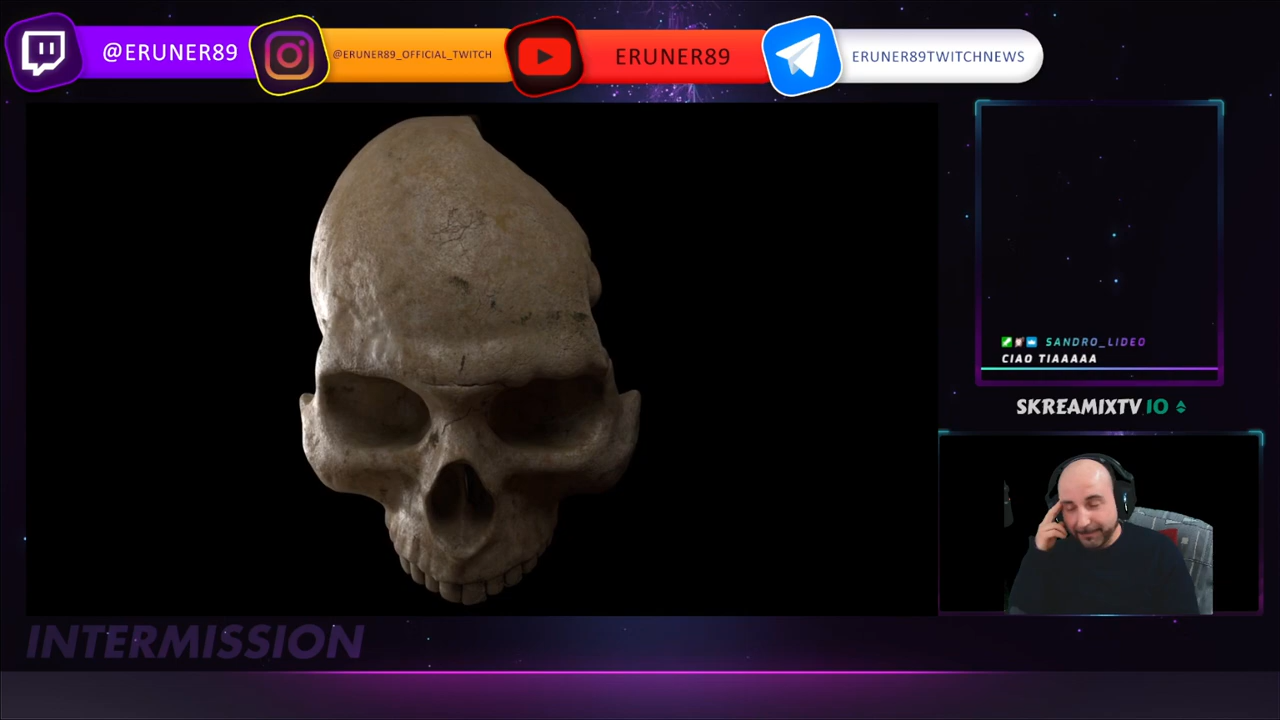 @ERUNER89
@ERUNER89_OFFICIAL_TWITCH
ERUNER89
ERUNER89TWITCHNEWS
SANDRO_LIDEO
CIAO TIAAAAA
SKREAMIXTV 10
INTERMISSION